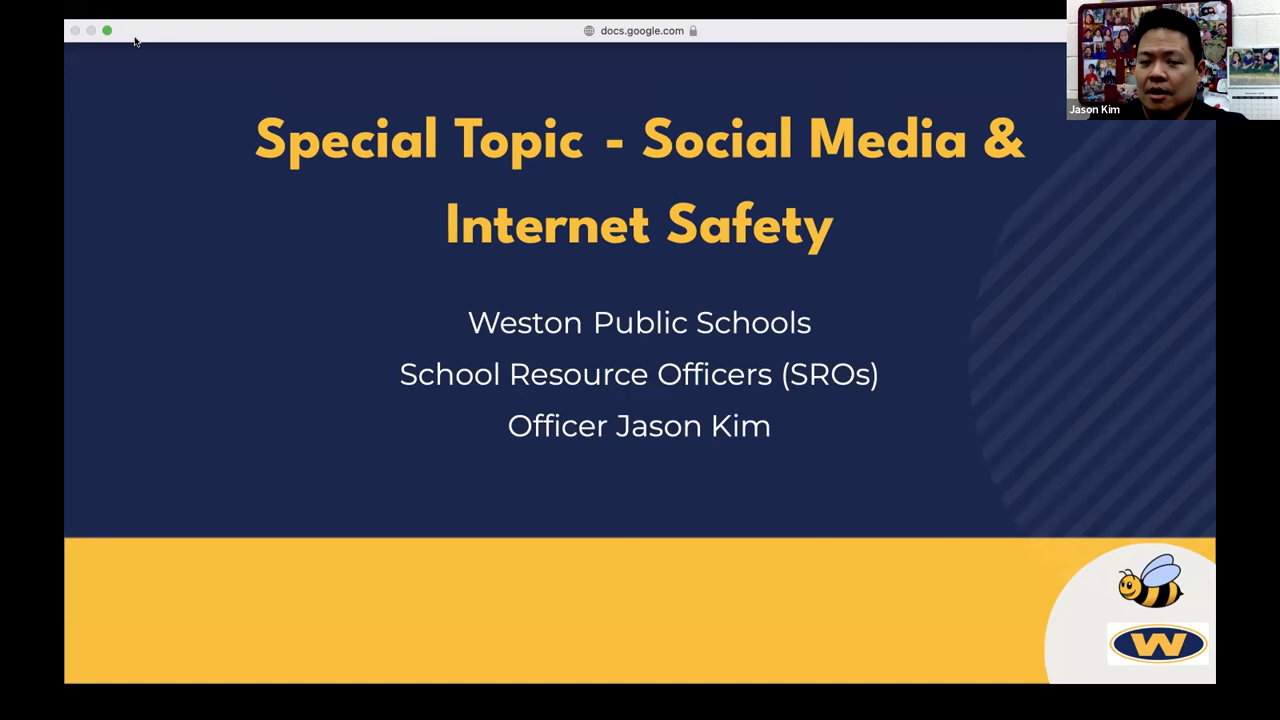 docs.google.com
Jason Kim
Special Topic - Social Media &
Internet Safety
Weston Public Schools
School Resource Officers (SROs)
Officer Jason Kim
W